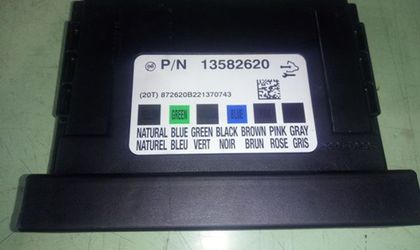 P/N 13582620
(20T) 872620B221370743
GREEN BLUE
NATURAL BLUE GREEN BLACK BROWN PINK GRAY
NATUREL BLEU VERT NOIR BRUN ROSE GRIS